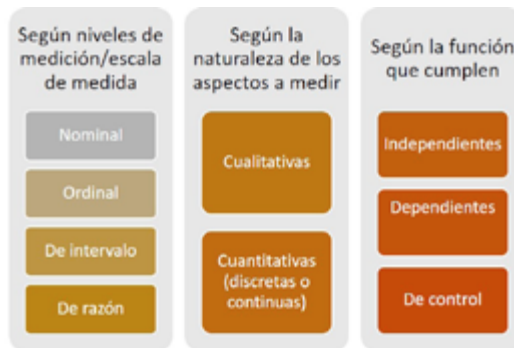 Según niveles de
medición/escala
de medida
Nominal
Ordinal
De intervalo
De razón
Según la
naturaleza de los
aspectos a medir
Cualitativas
Cuantitativas
(discretas o
continuas)
Según la función
que cumplen
Independientes
Dependientes
De control